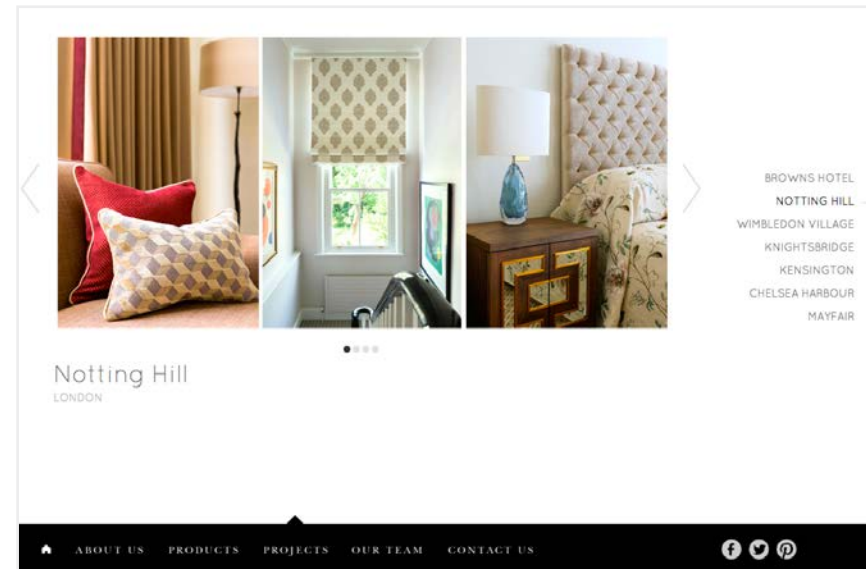 BROWNS HOTEL
NOTTING HILL
WIMBLEDON VILLAGE
KNIGHTSBRIDGE
KENSINGTON
CHELSEA HARBOUR
MAYFAIR
Notting Hill
LONDON
ABOUT US PRODUCTS PROJECTS OUR TEAM CONTACT US